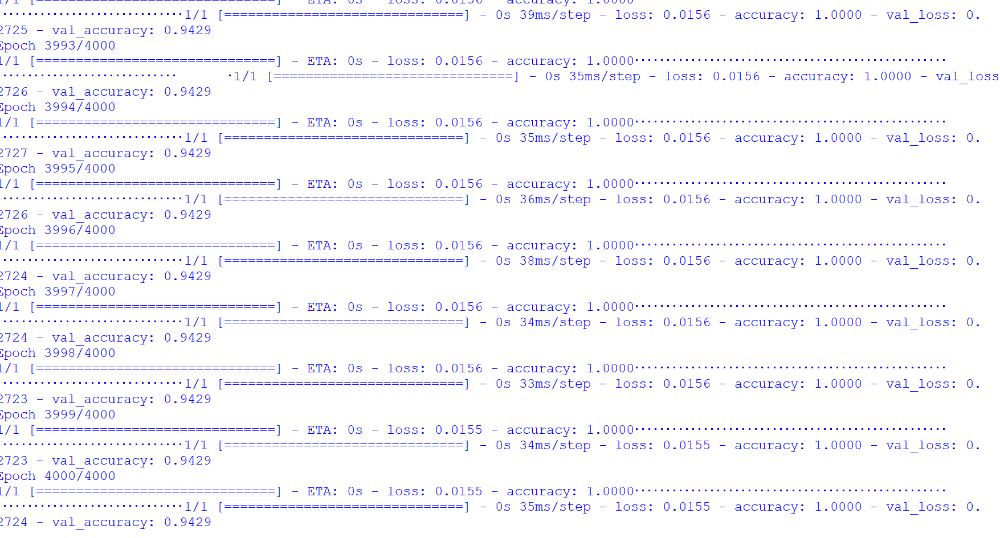 1/1 [==============================] - ETA: 0s - loss: 0.0156 - accuracy: 1.0000
····························1/1 [==============================] - 0s 39ms/step - loss: 0.0156 - accuracy: 1.0000 - val_loss: 0.
2725 - val_accuracy: 0.9429
Epoch 3993/4000
1/1 [==============================] - ETA: 0s - loss: 0.0156 - accuracy: 1.0000·················································
···························· ·1/1 [==============================] - 0s 35ms/step - loss: 0.0156 - accuracy: 1.0000 - val_loss
2726 - val_accuracy: 0.9429
Epoch 3994/4000
1/1 [==============================] - ETA: 0s - loss: 0.0156 - accuracy: 1.0000·················································
·····························1/1 [==============================] - 0s 35ms/step - loss: 0.0156 - accuracy: 1.0000 - val_loss: 0.
2727 - val_accuracy: 0.9429
Epoch 3995/4000
1/1 [==============================] - ETA: 0s - loss: 0.0156 - accuracy: 1.0000·················································
·····························1/1 [==============================] - 0s 36ms/step - loss: 0.0156 - accuracy: 1.0000 - val_loss: 0.
2726 - val_accuracy: 0.9429
Epoch 3996/4000
1/1 [==============================] - ETA: 0s - loss: 0.0156 - accuracy: 1.0000·················································
·····························1/1 [==============================] - 0s 38ms/step - loss: 0.0156 - accuracy: 1.0000 - val_loss: 0.
2724 - val_accuracy: 0.9429
Epoch 3997/4000
1/1 [==============================] - ETA: 0s - loss: 0.0156 - accuracy: 1.0000·················································
·····························1/1 [==============================] - 0s 34ms/step - loss: 0.0156 - accuracy: 1.0000 - val_loss: 0.
2724 - val_accuracy: 0.9429
Epoch 3998/4000
1/1 [==============================] - ETA: 0s - loss: 0.0156 - accuracy: 1.0000·················································
·····························1/1 [==============================] - 0s 33ms/step - loss: 0.0156 - accuracy: 1.0000 - val_loss: 0.
2723 - val_accuracy: 0.9429
Epoch 3999/4000
1/1 [==============================] - ETA: 0s - loss: 0.0155 - accuracy: 1.0000·················································
·····························1/1 [==============================] - 0s 34ms/step - loss: 0.0155 - accuracy: 1.0000 - val_loss: 0.
2723 - val_accuracy: 0.9429
Epoch 4000/4000
1/1 [==============================] - ETA: 0s - loss: 0.0155 - accuracy: 1.0000·················································
·····························1/1 [==============================] - 0s 35ms/step - loss: 0.0155 - accuracy: 1.0000 - val_loss: 0.
2724 - val_accuracy: 0.9429